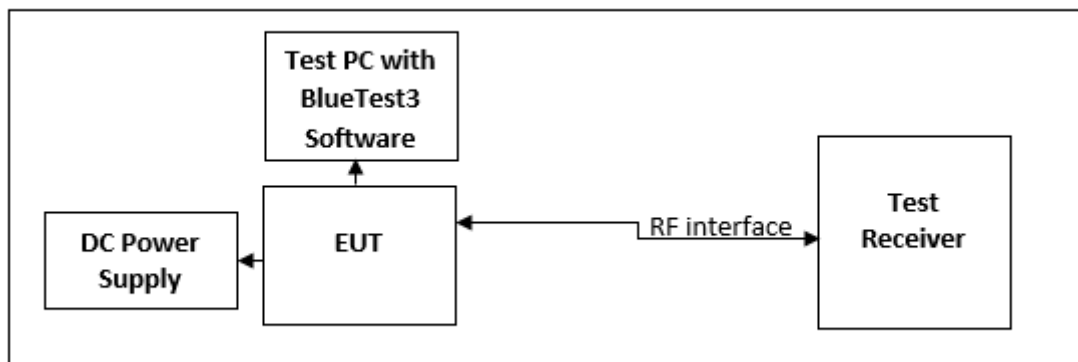 Test PC with
BlueTest3
Software
DC Power
Supply
EUT
RF interface
Test
Receiver